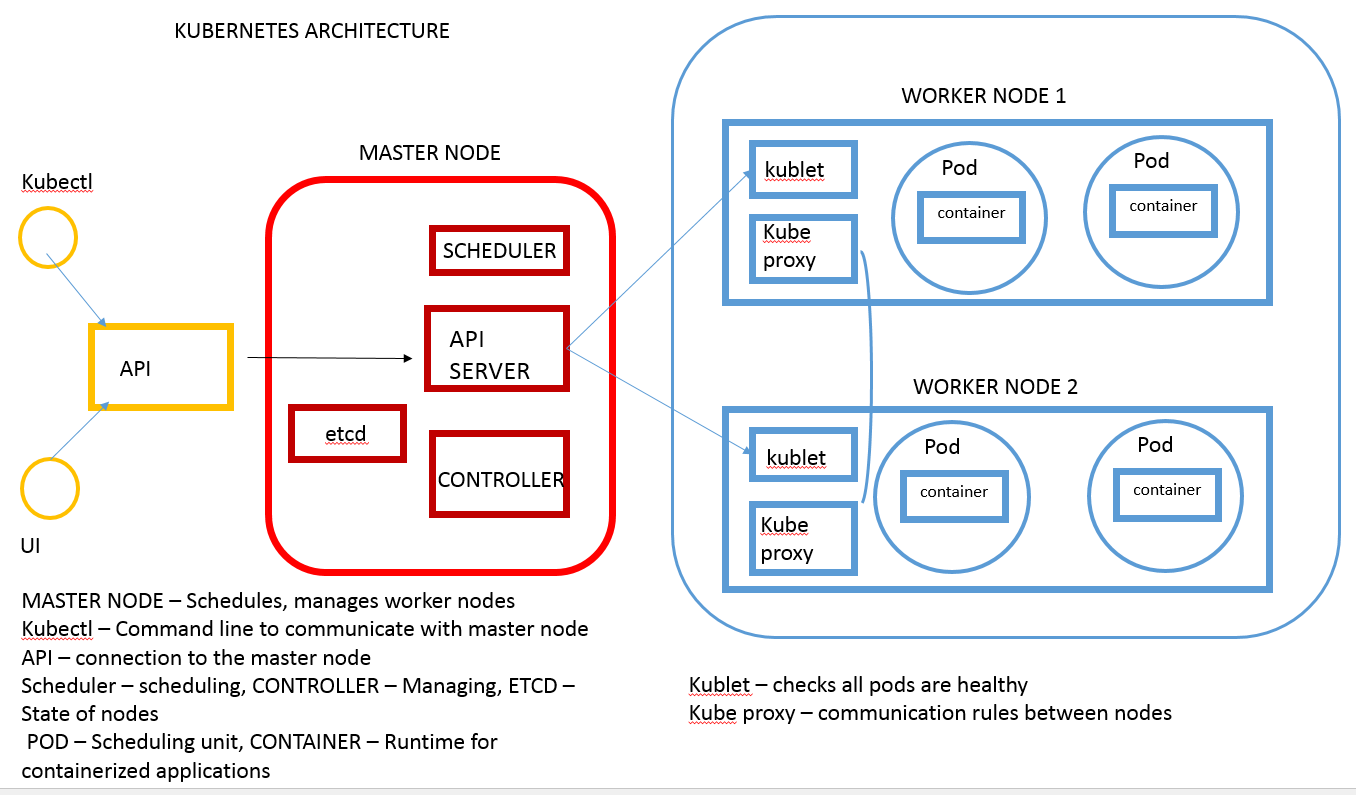 KUBERNETES ARCHITECTURE
Kubectl
API
UI
MASTER NODE
SCHEDULER
API
SERVER
etcd
CONTROLLER
WORKER NODE 1
kublet
Kube
proxy
Pod
container
Pod
container
WORKER NODE 2
kublet
Kube
proxy
Pod
container
Pod
container
MASTER NODE – Schedules, manages worker nodes
Kubectl – Command line to communicate with master node
API – connection to the master node
Scheduler – scheduling, CONTROLLER – Managing, ETCD –
State of nodes
POD – Scheduling unit, CONTAINER – Runtime for
containerized applications
Kublet – checks all pods are healthy
Kube proxy – communication rules between nodes